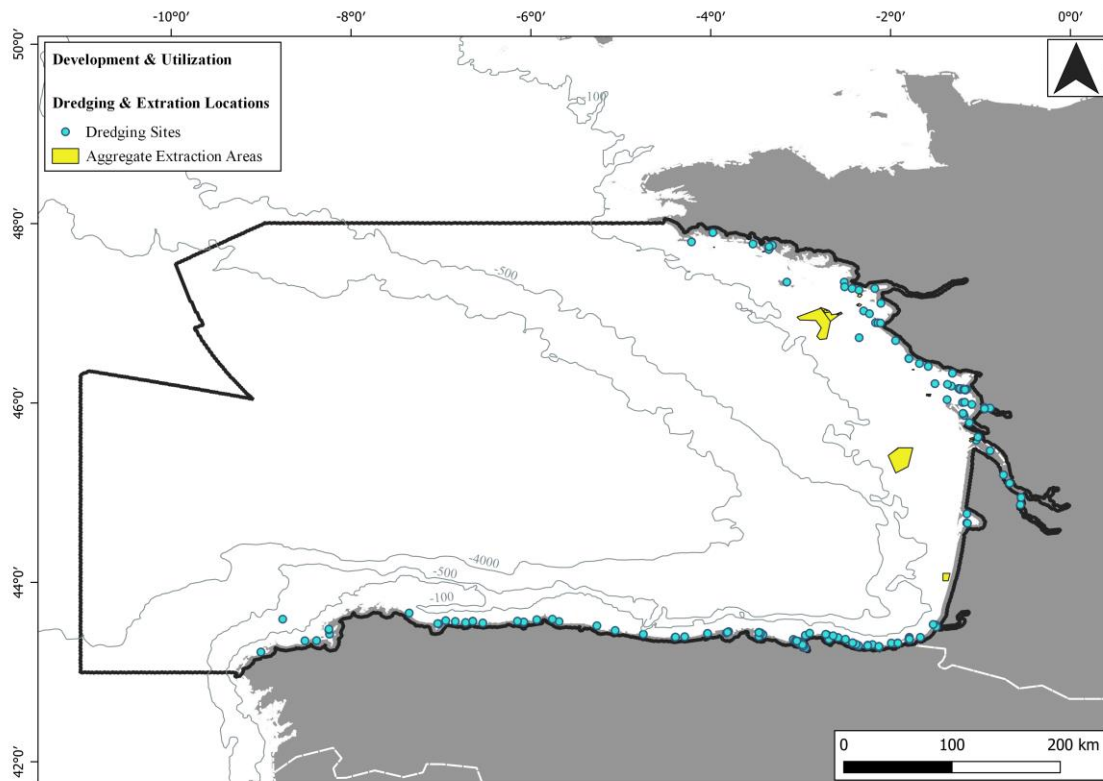 -10°0′ -8°0′ -6°0′ -4°0′ -2°0′ 0°0′
50°0′
Development & Utilization
Dredging & Extration Locations
Dredging Sites
Aggregate Extraction Areas
-100
48°0′
-500
46°0′
-4000
44°0′
-500
-100
42°0′
0 100 200 km